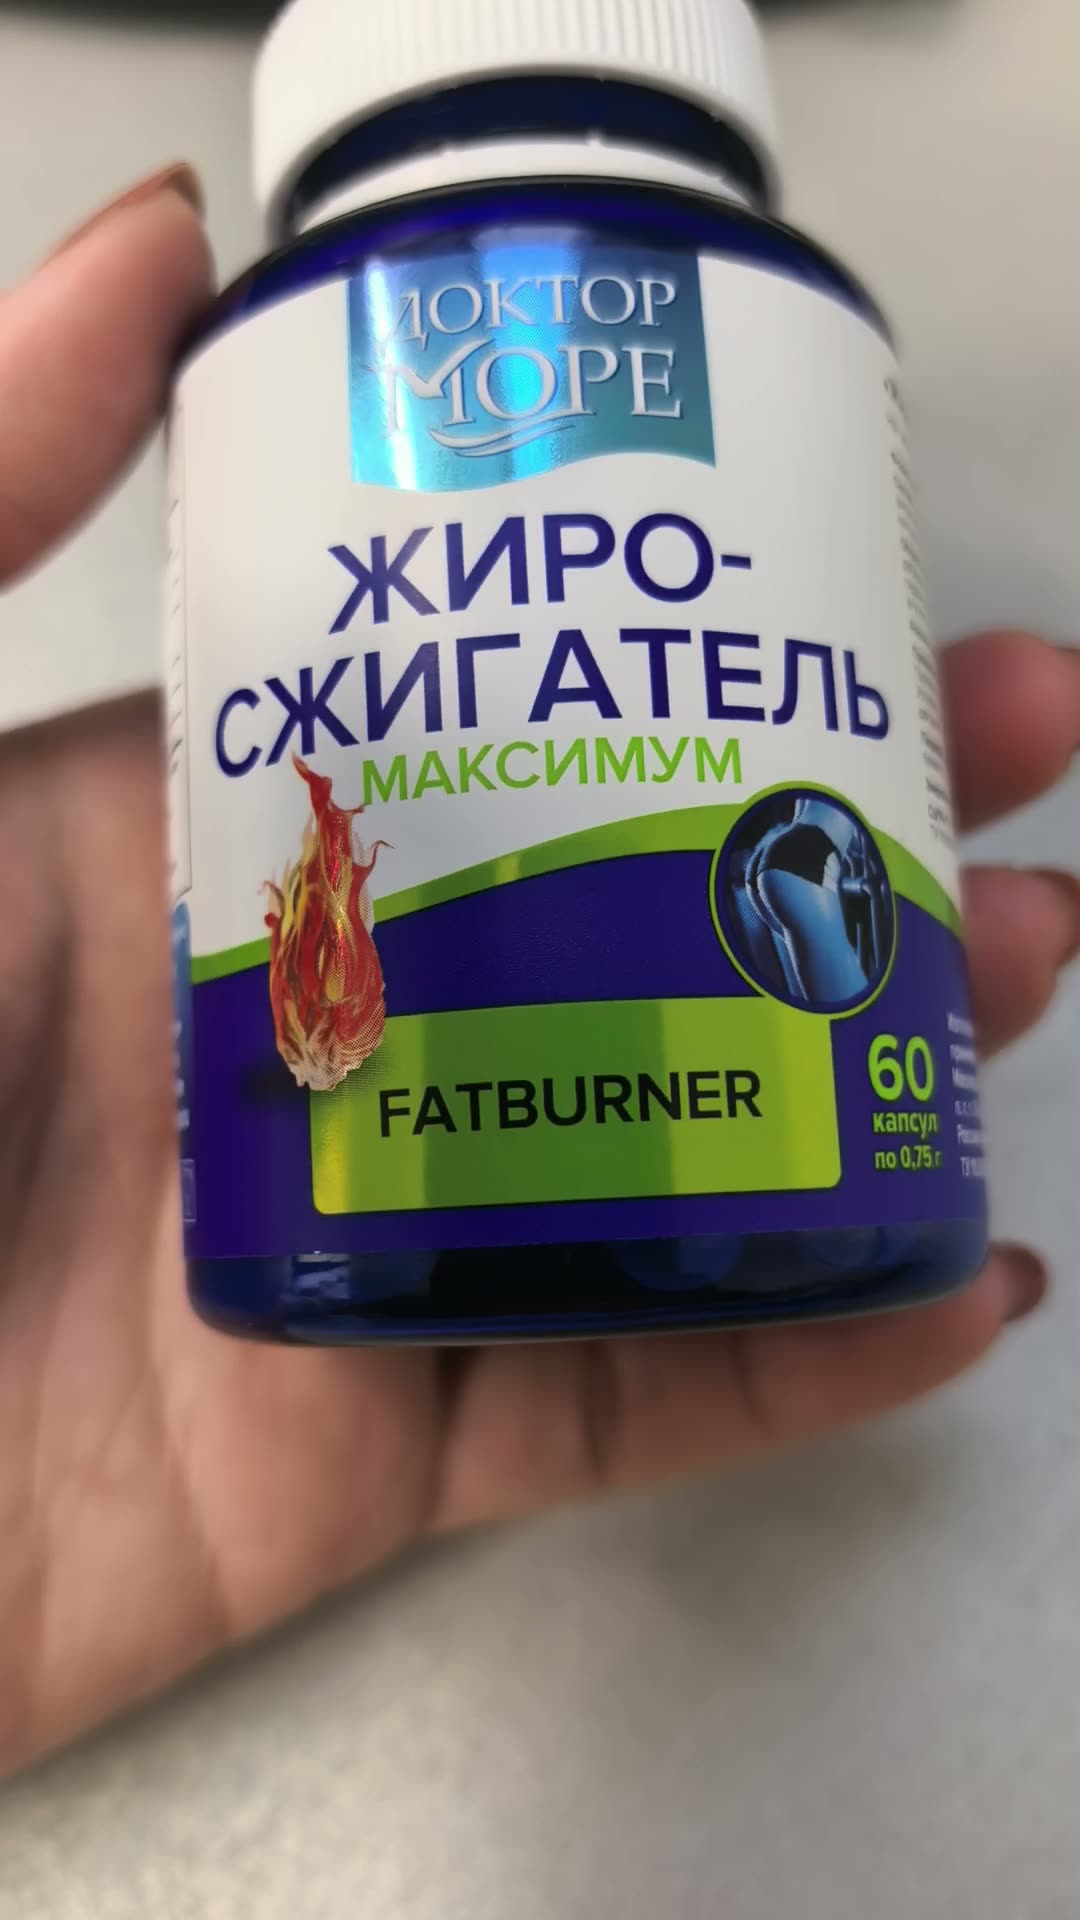 ДОКТОР
МОРЕ
ЖИРО-
СЖИГАТЕЛЬ
МАКСИМУМ
FATBURNER
60
капсул
по 0,75 г